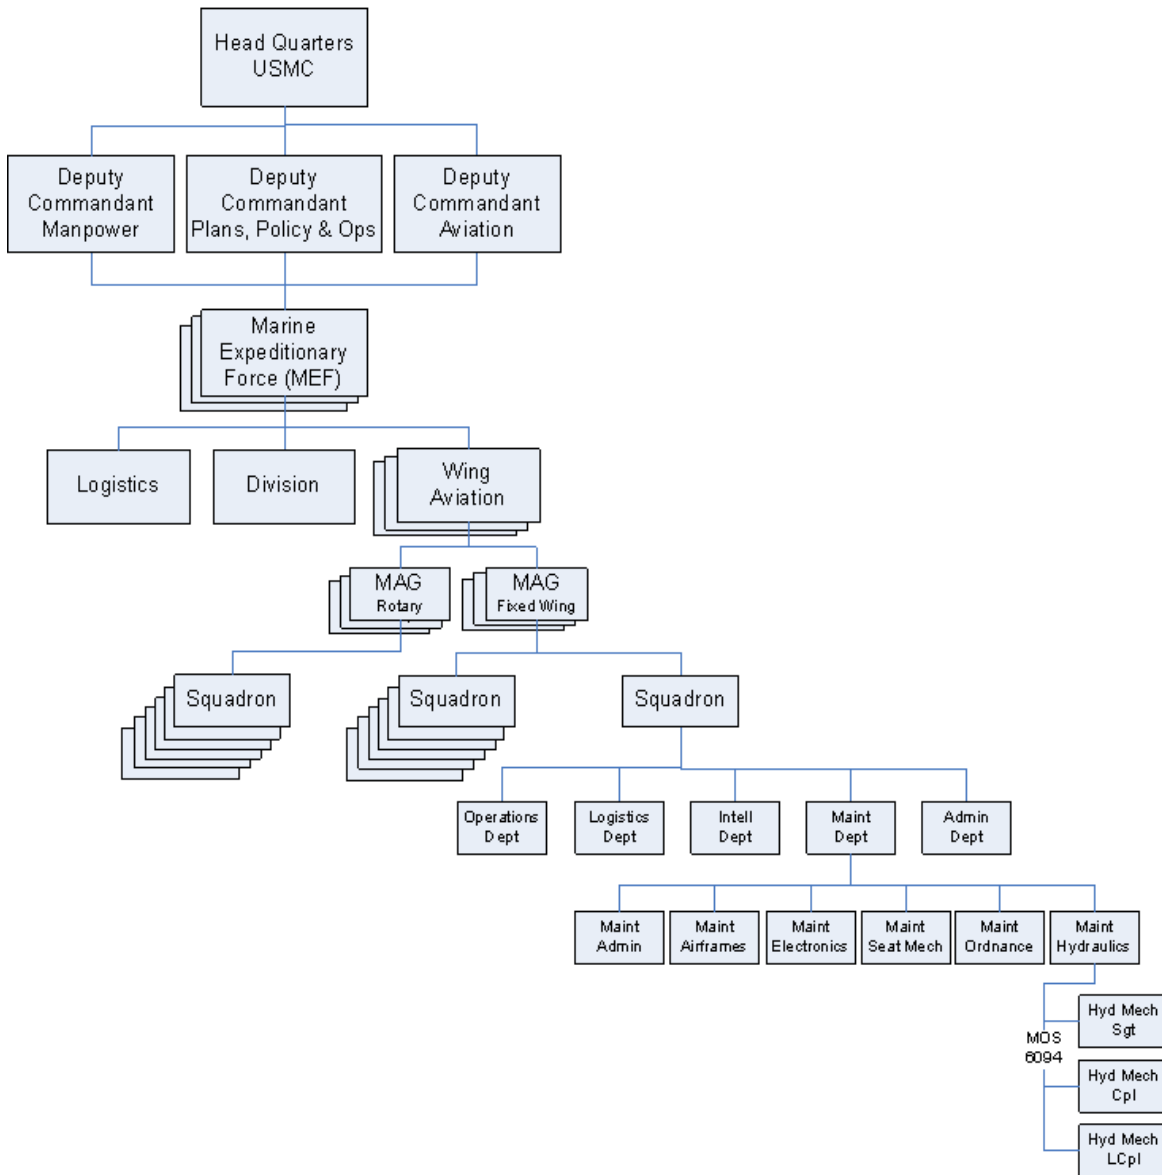 Head Quarters
USMC
Deputy
Commandant
Manpower
Deputy
Commandant
Plans, Policy & Ops
Deputy
Commandant
Aviation
Marine
Expeditionary
Force (MEF)
Logistics
Division
Wing
Aviation
MAG
Rotary
MAG
Fixed Wing
Squadron
Squadron
Squadron
Operations
Dept
Logistics
Dept
Intell
Dept
Maint
Dept
Admin
Dept
Maint
Admin
Maint
Airframes
Maint
Electronics
Maint
Seat Mech
Maint
Ordnance
Maint
Hydraulics
MOS
6094
Hyd Mech
Sgt
Hyd Mech
Cpl
Hyd Mech
LCpl